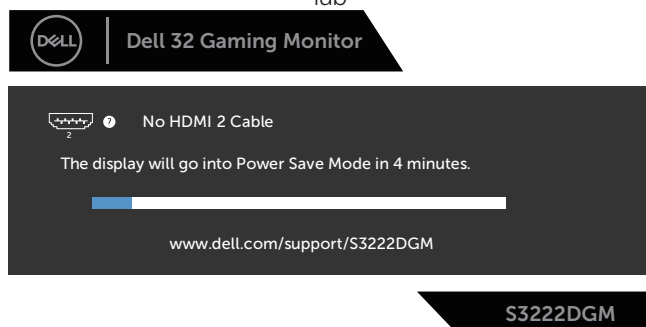 DELL
Dell 32 Gaming Monitor
2
?
No HDMI 2 Cable
The display will go into Power Save Mode in 4 minutes.
www.dell.com/support/S3222DGM
S3222DGM